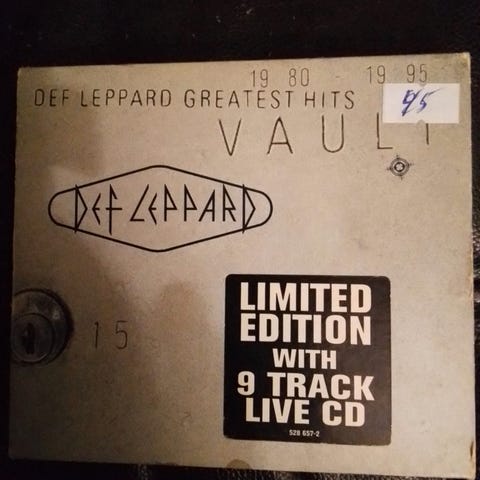 19 80 - 19 95
DEF LEPPARD GREATEST HITS
VAULT
DEF LEPPARD
15
LIMITED
EDITION
WITH
9 TRACK
LIVE CD
528 657-2